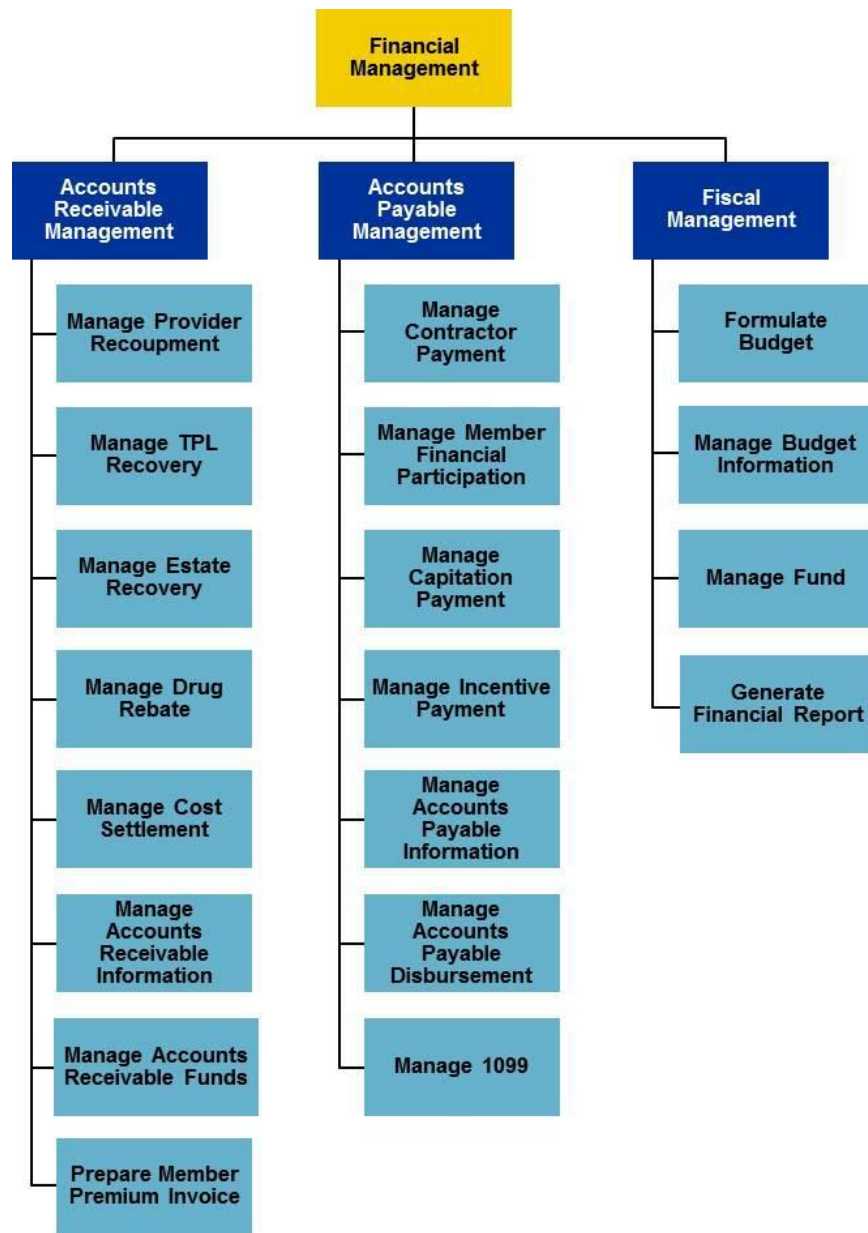 Financial
Management
Accounts
Receivable
Management
Manage Provider
Recoupment
Manage TPL
Recovery
Manage Estate
Recovery
Manage Drug
Rebate
Manage Cost
Settlement
Manage
Accounts
Receivable
Information
Manage Accounts
Receivable Funds
Prepare Member
Premium Invoice
Accounts
Payable
Management
Manage
Contractor
Payment
Manage Member
Financial
Participation
Manage
Capitation
Payment
Manage Incentive
Payment
Manage
Accounts
Payable
Information
Manage
Accounts
Payable
Disbursement
Manage 1099
Fiscal
Management
Formulate
Budget
Manage Budget
Information
Manage Fund
Generate
Financial Report